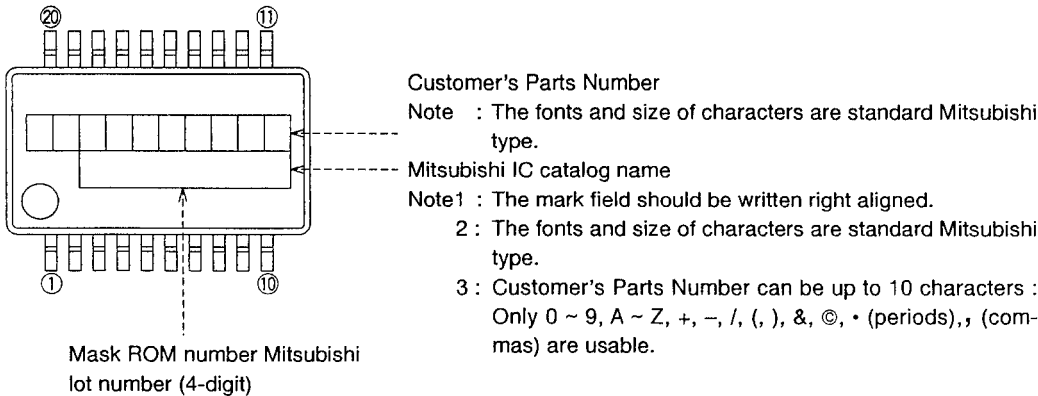 ⑳ ⑪
① ⑩
Customer's Parts Number
Note : The fonts and size of characters are standard Mitsubishi
type.
Mitsubishi IC catalog name
Note1 : The mark field should be written right aligned.
2 : The fonts and size of characters are standard Mitsubishi
type.
3 : Customer's Parts Number can be up to 10 characters :
Only 0 ~ 9, A ~ Z, +, –, /, (, ), &, ©, • (periods),, (com-
mas) are usable.
Mask ROM number Mitsubishi
lot number (4-digit)